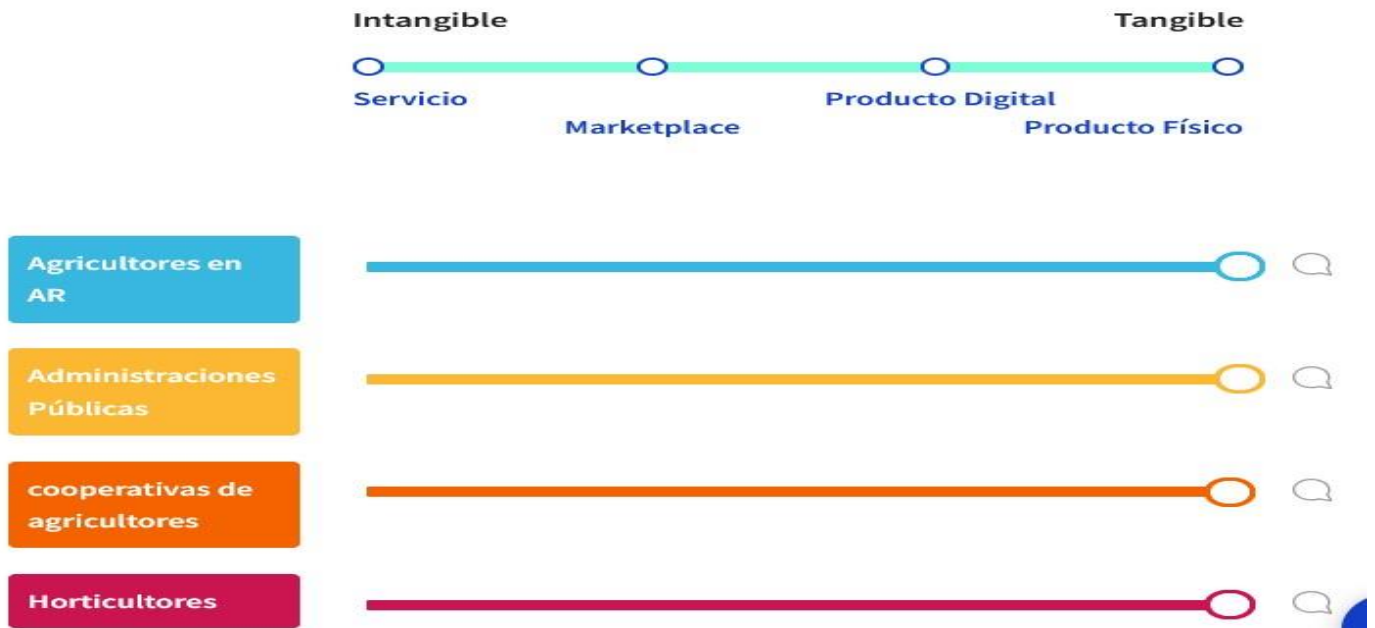 Intangible Tangible
Servicio Producto Digital
Marketplace Producto Físico
Agricultores en
AR
Administraciones
Públicas
cooperativas de
agricultores
Horticultores